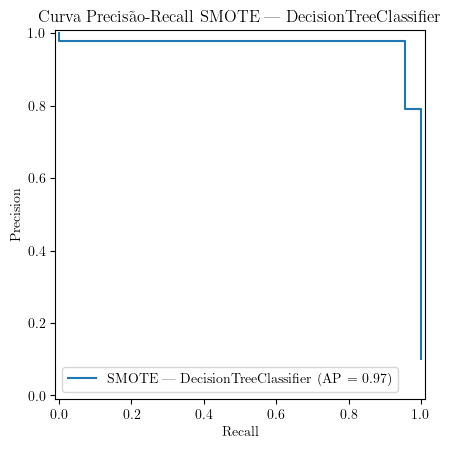 Curva Precisão-Recall SMOTE — DecisionTreeClassifier
1.0
0.8
0.6
0.4
0.2
0.0
Precision
SMOTE — DecisionTreeClassifier (AP = 0.97)
0.0 0.2 0.4 0.6 0.8 1.0
Recall